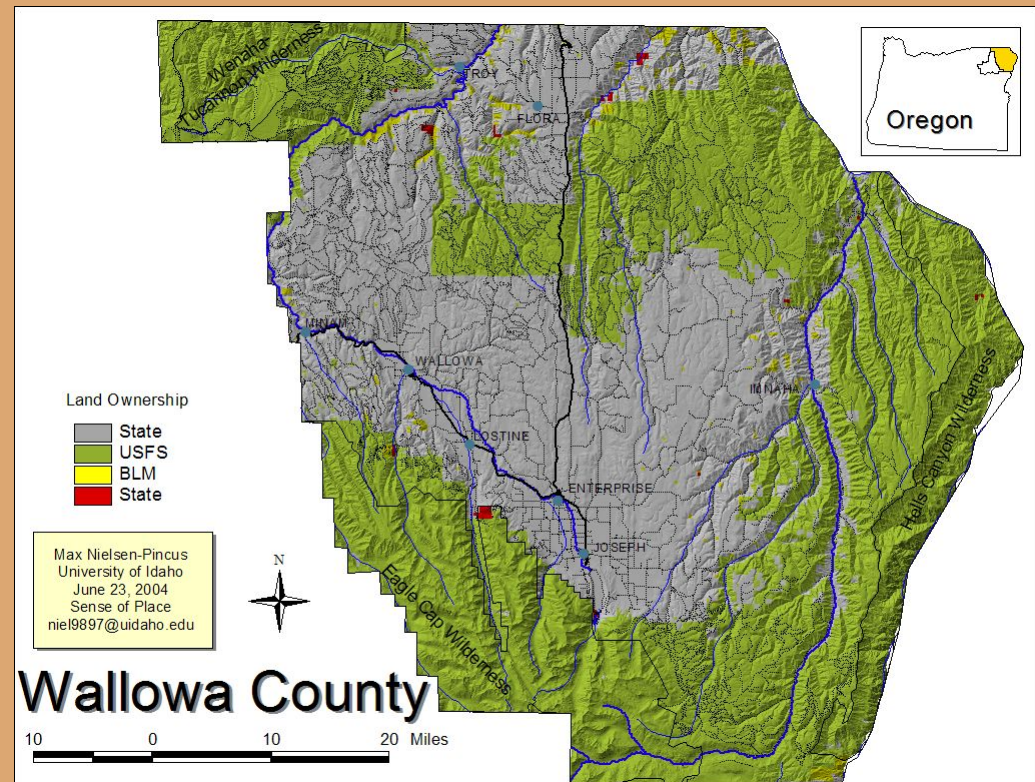 Wenaha
Tucannon Wilderness
TROY
FLORA
Oregon
MINAM
WALLOWA
IMNAHA
Hells Canyon Wilderness
Land Ownership
State
USFS
BLM
State
LOSTINE
ENTERPRISE
JOSEPH
Max Nielsen-Pincus
University of Idaho
June 23, 2004
Sense of Place
niel9897@uidaho.edu
N
Eagle Cap Wilderness
Wallowa County
10 0 10 20 Miles